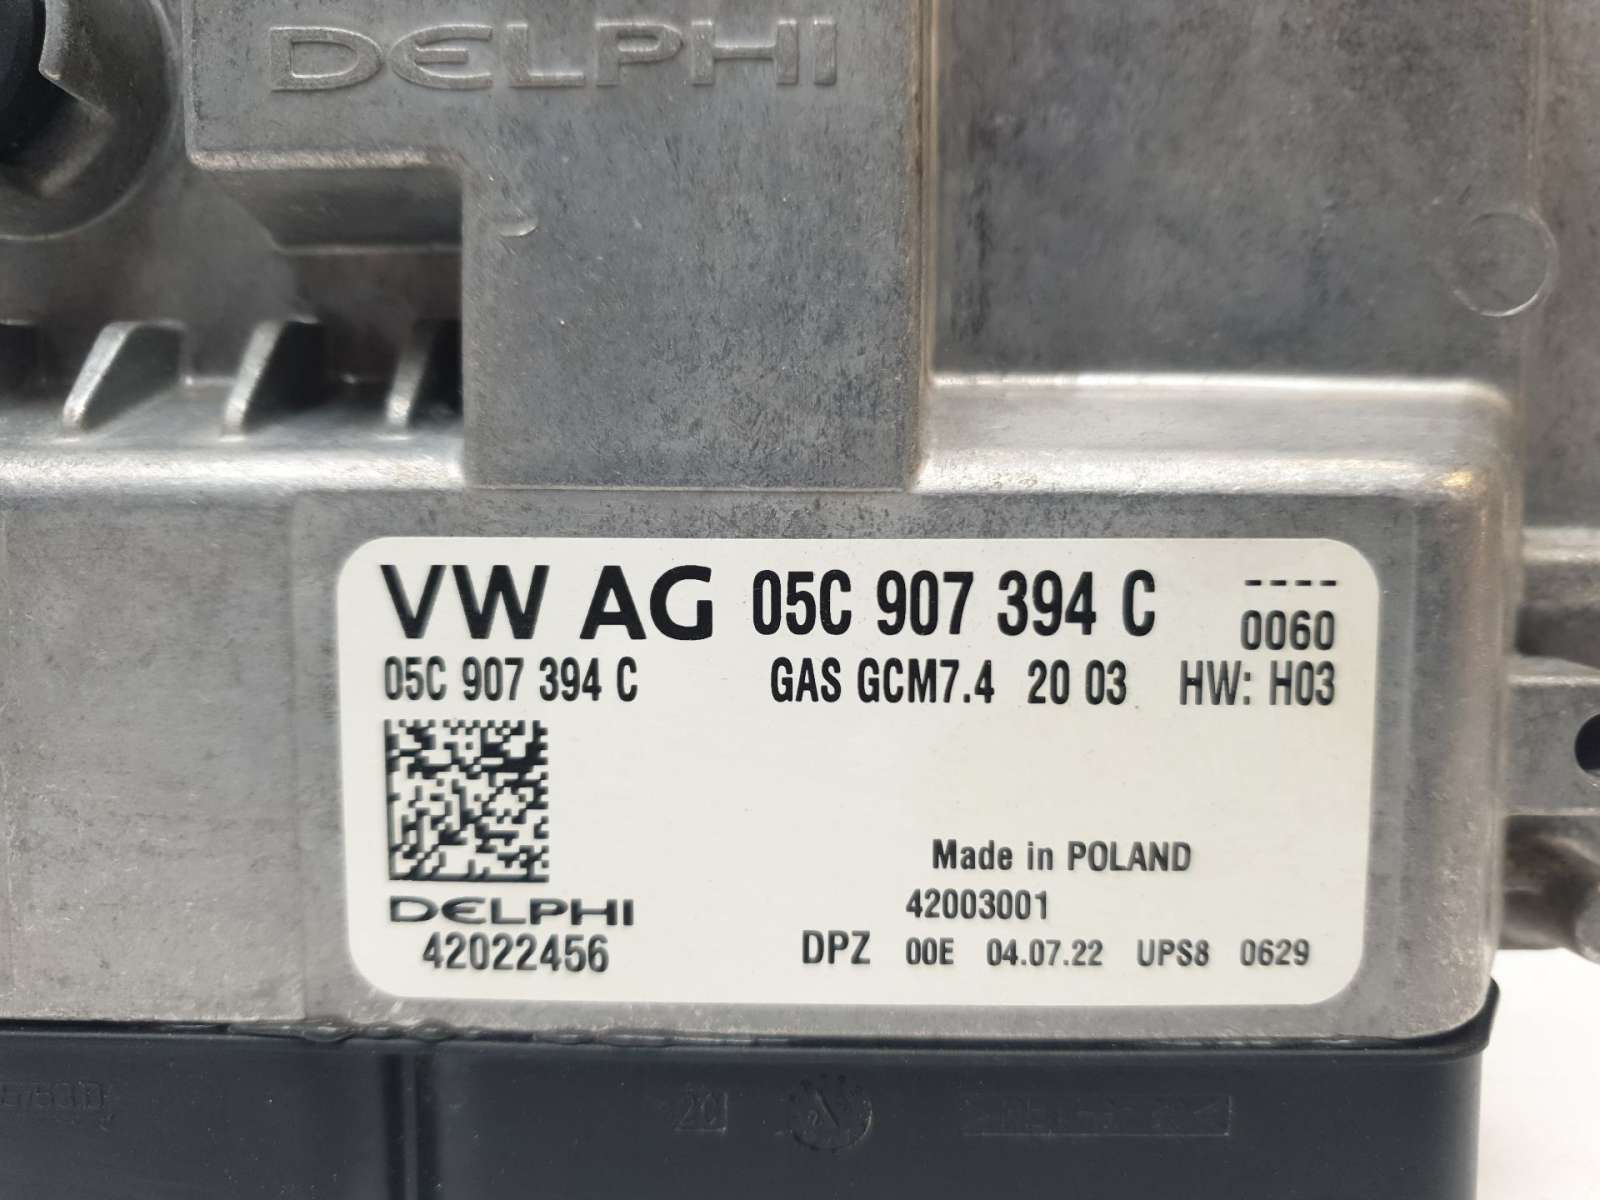 DELPHI
VW AG 05C 907 394 C ----
0060
05C 907 394 C GAS GCM7.4 20 03 HW: H03
Made in POLAND
DELPHI 42003001
42022456 DPZ 00E 04.07.22 UPS8 0629
2C